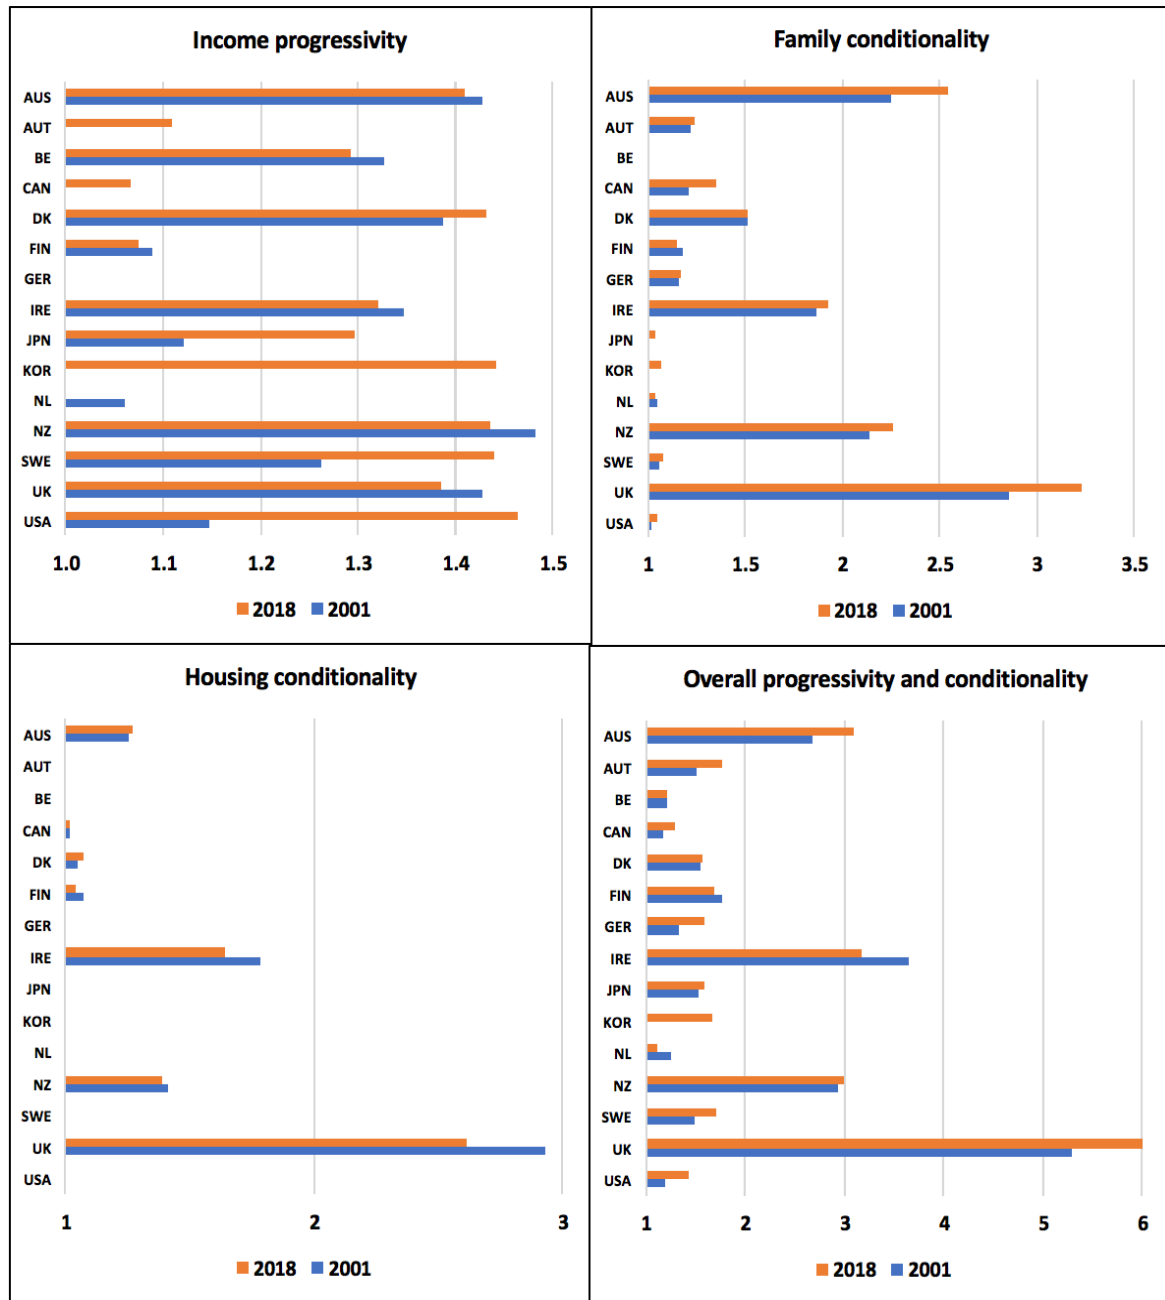 Income progressivity
AUS
AUT
BE
CAN
DK
FIN
GER
IRE
JPN
KOR
NL
NZ
SWE
UK
USA
1.0 1.1 1.2 1.3 1.4 1.5
2018 2001
Family conditionality
AUS
AUT
BE
CAN
DK
FIN
GER
IRE
JPN
KOR
NL
NZ
SWE
UK
USA
1 1.5 2 2.5 3 3.5
2018 2001
Housing conditionality
AUS
AUT
BE
CAN
DK
FIN
GER
IRE
JPN
KOR
NL
NZ
SWE
UK
USA
1 2 3
2018 2001
Overall progressivity and conditionality
AUS
AUT
BE
CAN
DK
FIN
GER
IRE
JPN
KOR
NL
NZ
SWE
UK
USA
1 2 3 4 5 6
2018 2001